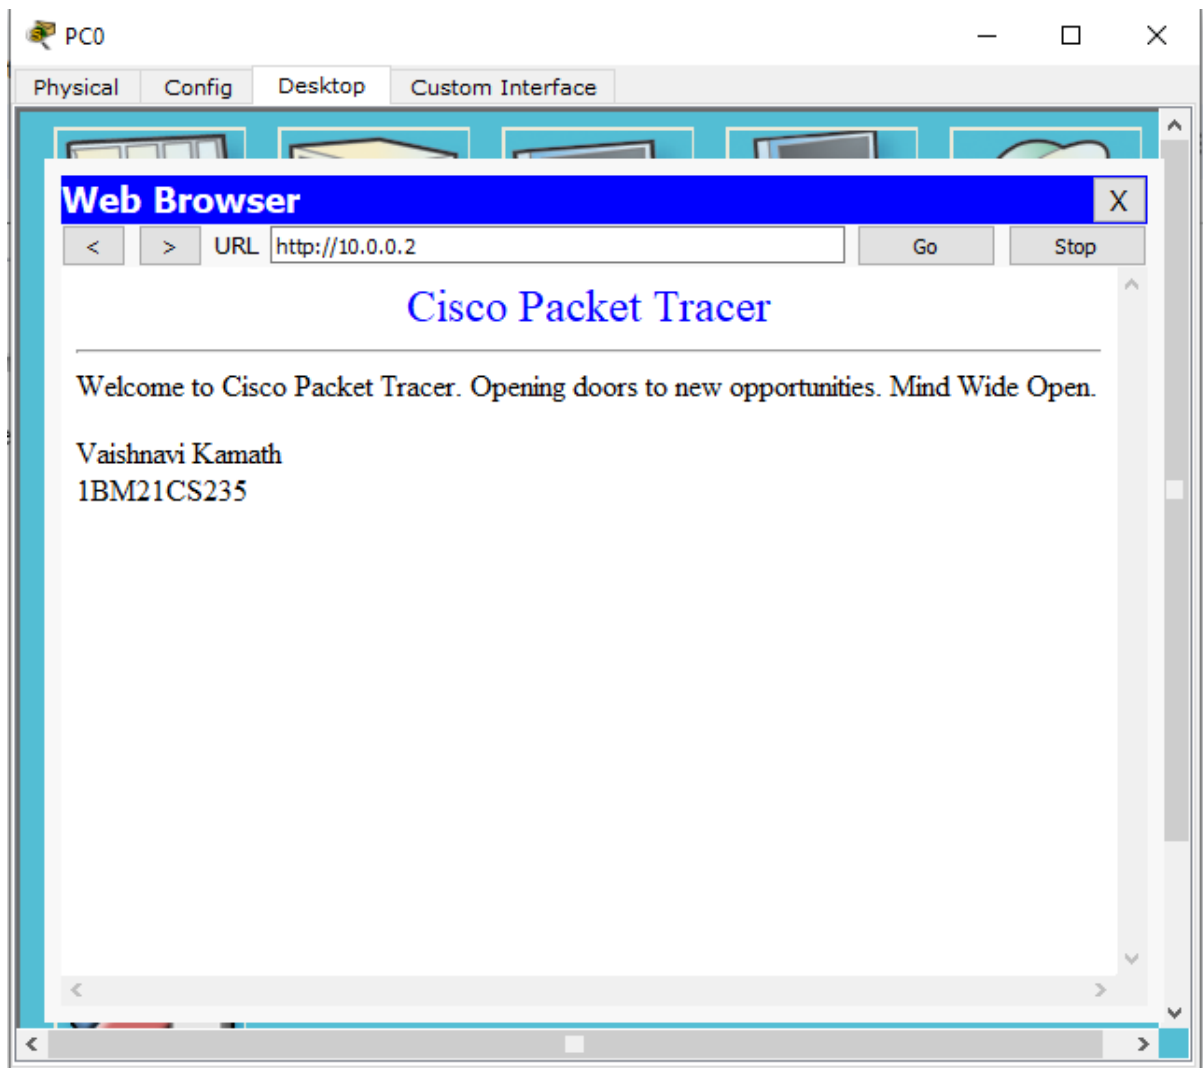 PC0
Physical Config Desktop Custom Interface
Web Browser X
< > URL http://10.0.0.2 Go Stop
Cisco Packet Tracer
Welcome to Cisco Packet Tracer. Opening doors to new opportunities. Mind Wide Open.
Vaishnavi Kamath
1BM21CS235